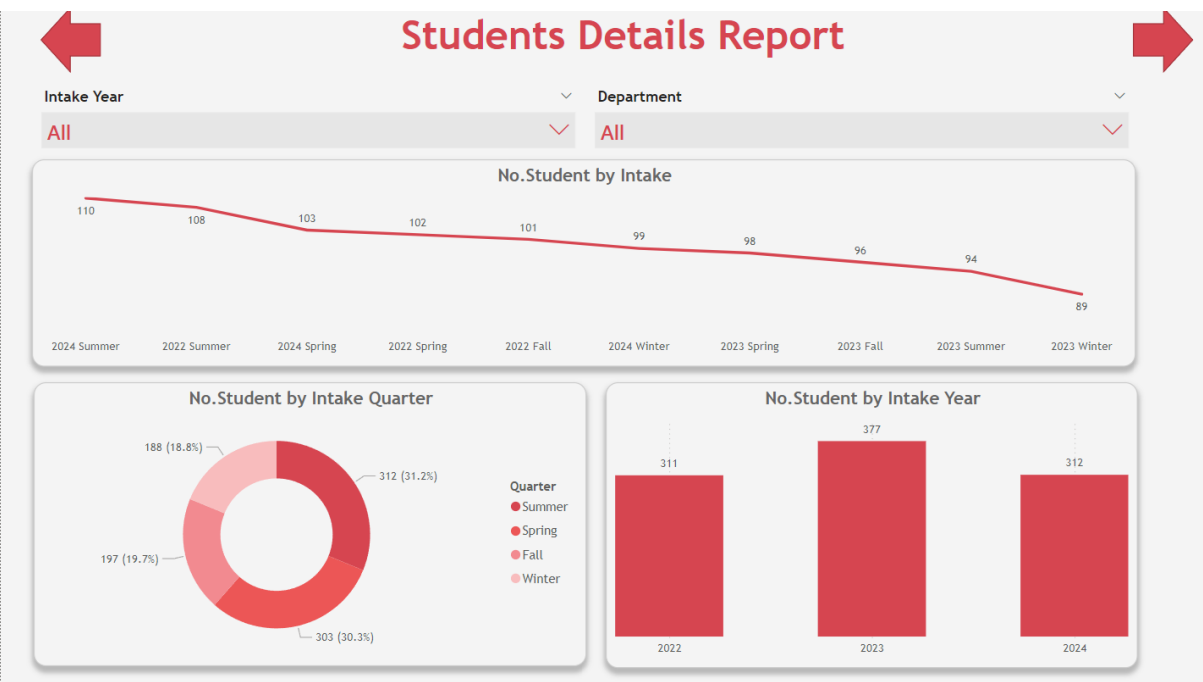 Students Details Report
Intake Year
Department
All
All
No.Student by Intake
110
108
103
102
101
99
98
96
94
89
2024 Summer
2022 Summer
2024 Spring
2022 Spring
2022 Fall
2024 Winter
2023 Spring
2023 Fall
2023 Summer
2023 Winter
No.Student by Intake Quarter
188 (18.8%)
312 (31.2%)
197 (19.7%)
303 (30.3%)
Quarter
Summer
Spring
Fall
Winter
No.Student by Intake Year
311
377
312
2022
2023
2024